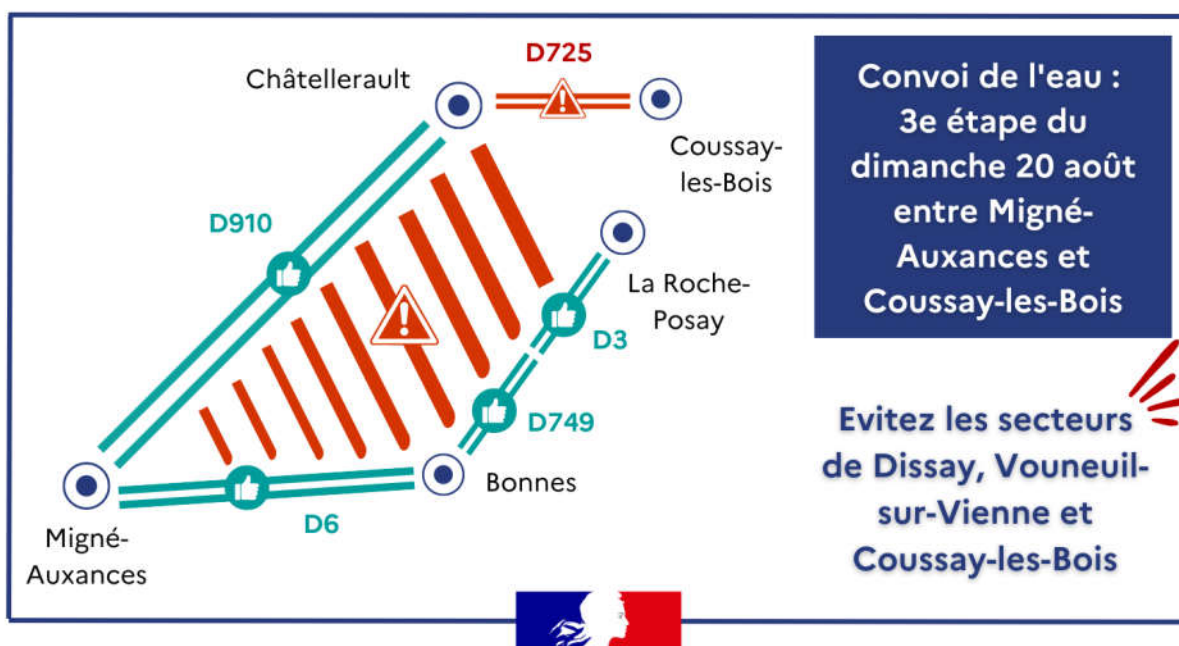 D725
Châtellerault
Coussay-
les-Bois
D910
La Roche-
Posay
D3
D749
Bonnes
D6
Migné-
Auxances
Convoi de l'eau :
3e étape du
dimanche 20 août
entre Migné-
Auxances et
Coussay-les-Bois
Evitez les secteurs
de Dissay, Vouneuil-
sur-Vienne et
Coussay-les-Bois